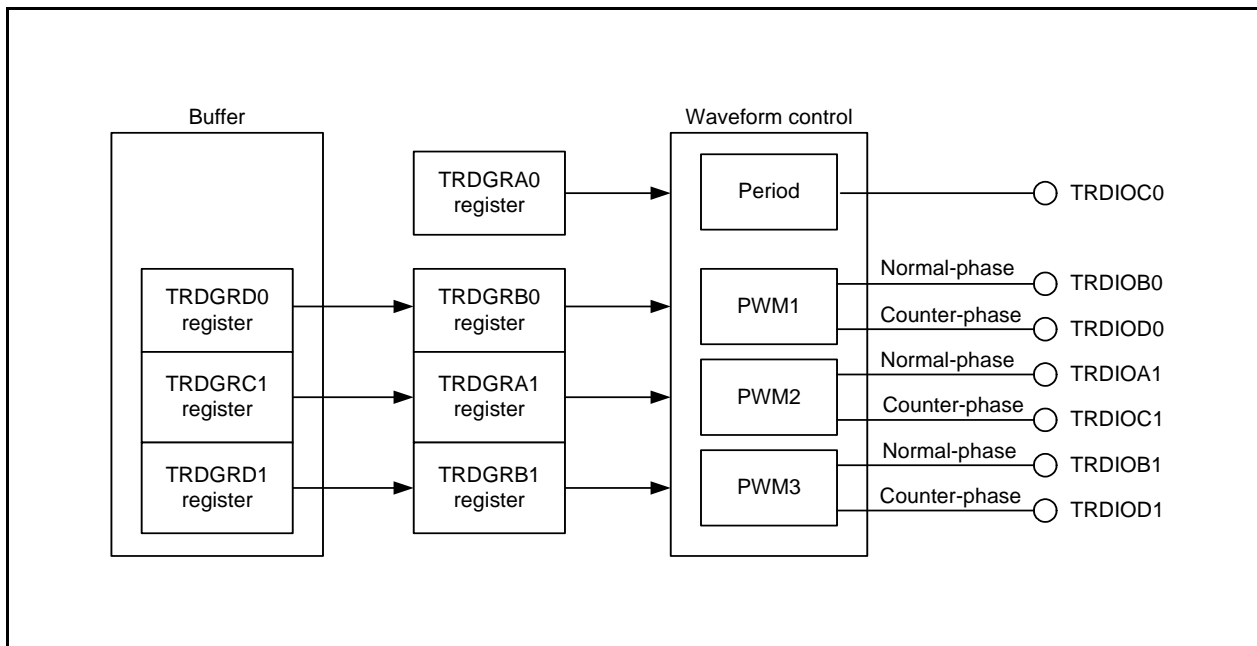 Buffer
Waveform control
TRDGRA0
register
Period
TRDIOC0
TRDGRD0
register
TRDGRB0
register
PWM1
Normal-phase
TRDIOB0
Counter-phase
TRDIOD0
TRDGRC1
register
TRDGRA1
register
PWM2
Normal-phase
TRDIOA1
Counter-phase
TRDIOC1
TRDGRD1
register
TRDGRB1
register
PWM3
Normal-phase
TRDIOB1
Counter-phase
TRDIOD1